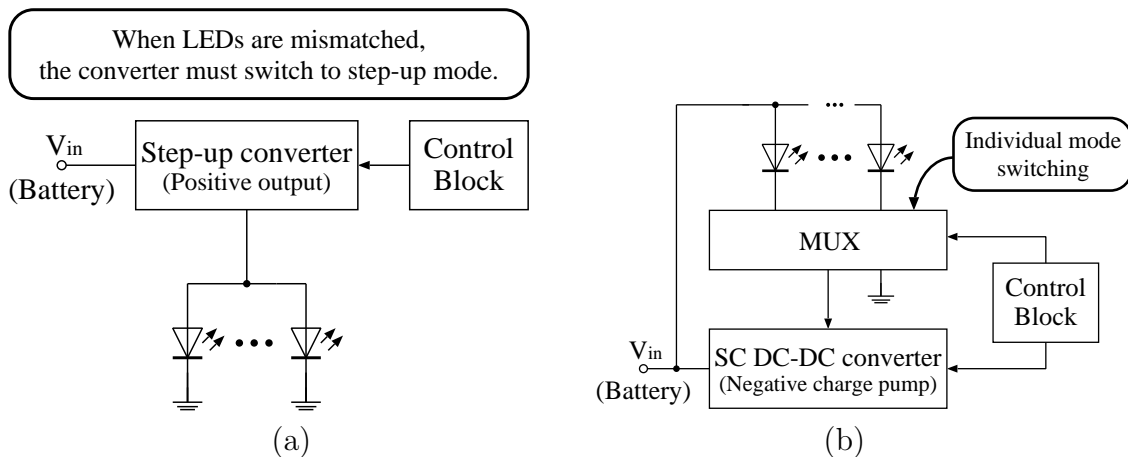 When LEDs are mismatched,
the converter must switch to step-up mode.
Vin
(Battery)
Step-up converter
(Positive output)
Control
Block
(a)
Individual mode
switching
MUX
Control
Block
Vin
(Battery)
SC DC-DC converter
(Negative charge pump)
(b)